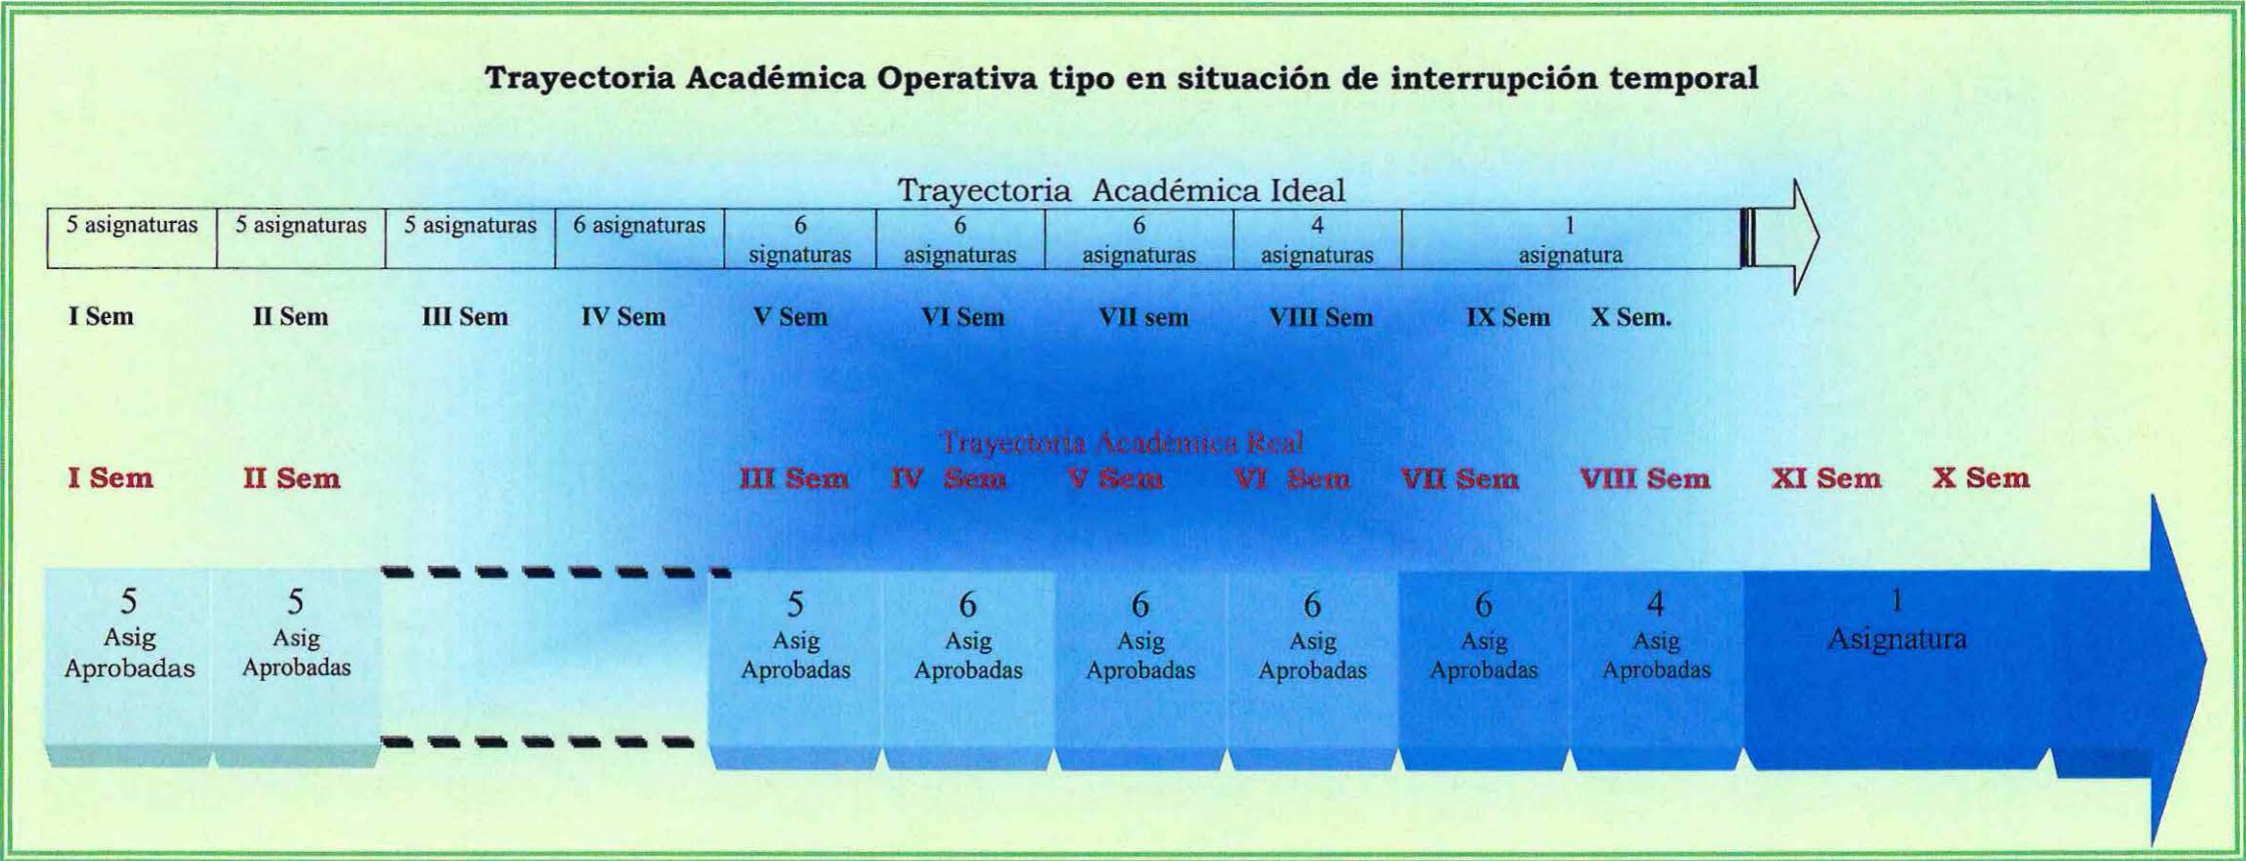 Trayectoria Académica Operativa tipo en situación de interrupción temporal
Trayectoria Académica Ideal
5 asignaturas 5 asignaturas 5 asignaturas 6 asignaturas 6 6 6 4 1
signaturas asignaturas asignaturas asignaturas asignatura
I Sem II Sem III Sem IV Sem V Sem VI Sem VII sem VIII Sem IX Sem X Sem.
Trayectoria Académica Real
I Sem II Sem III Sem IV Sem V Sem VI Sem VII Sem VIII Sem XI Sem X Sem
5 5 5 6 6 6 6 4 1
Asig Asig Asig Asig Asig Asig Asig Asig Asignatura
Aprobadas Aprobadas Aprobadas Aprobadas Aprobadas Aprobadas Aprobadas Aprobadas